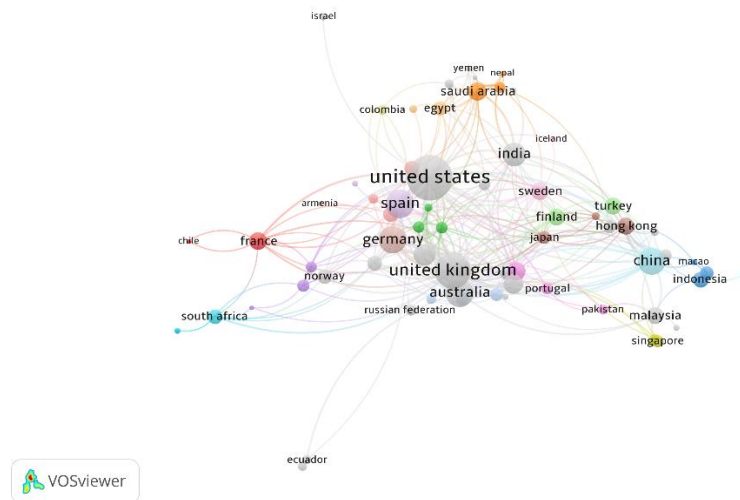 israel
yemen
nepal
saudi arabia
colombia
egypt
iceland
india
united states
sweden
armenia
spain
turkey
finland
hong kong
chile
france
germany
japan
china
macao
united kingdom
norway
indonesia
portugal
australia
russian federation
pakistan
south africa
malaysia
singapore
ecuador
VOSviewer